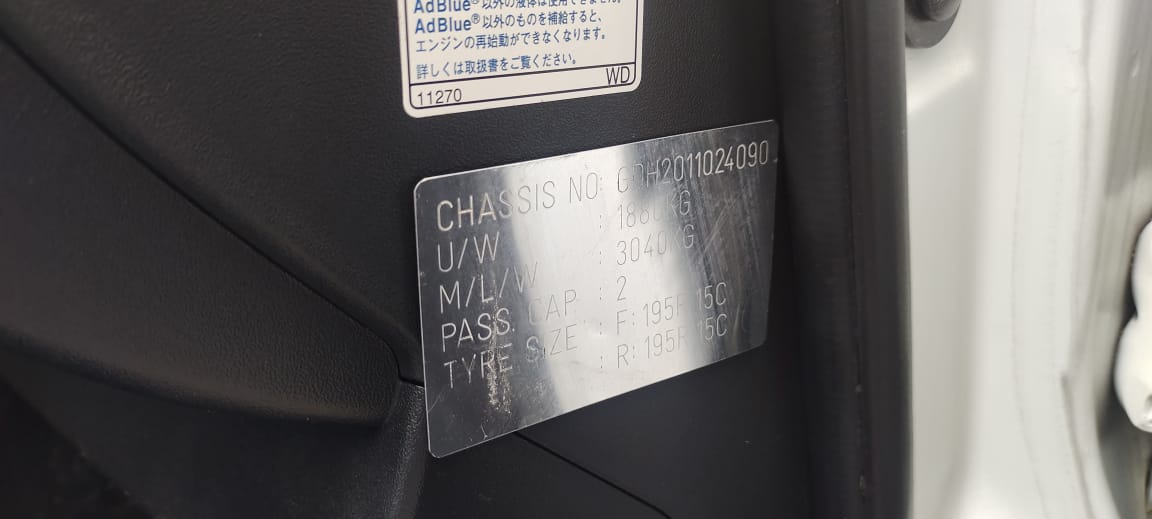 AdBlue®以外の液体は使用できません。
AdBlue®以外のものを補給すると、
エンジンの再始動ができなくなります。
詳しくは取扱書をご覧ください。
11270 WD
CHASSIS NO: GDH2011024090
U/W : 1880KG
M/L/W : 3040KG
PASS. CAP : 2
TYRE SIZE : F: 195R 15C
: R: 195R 15C